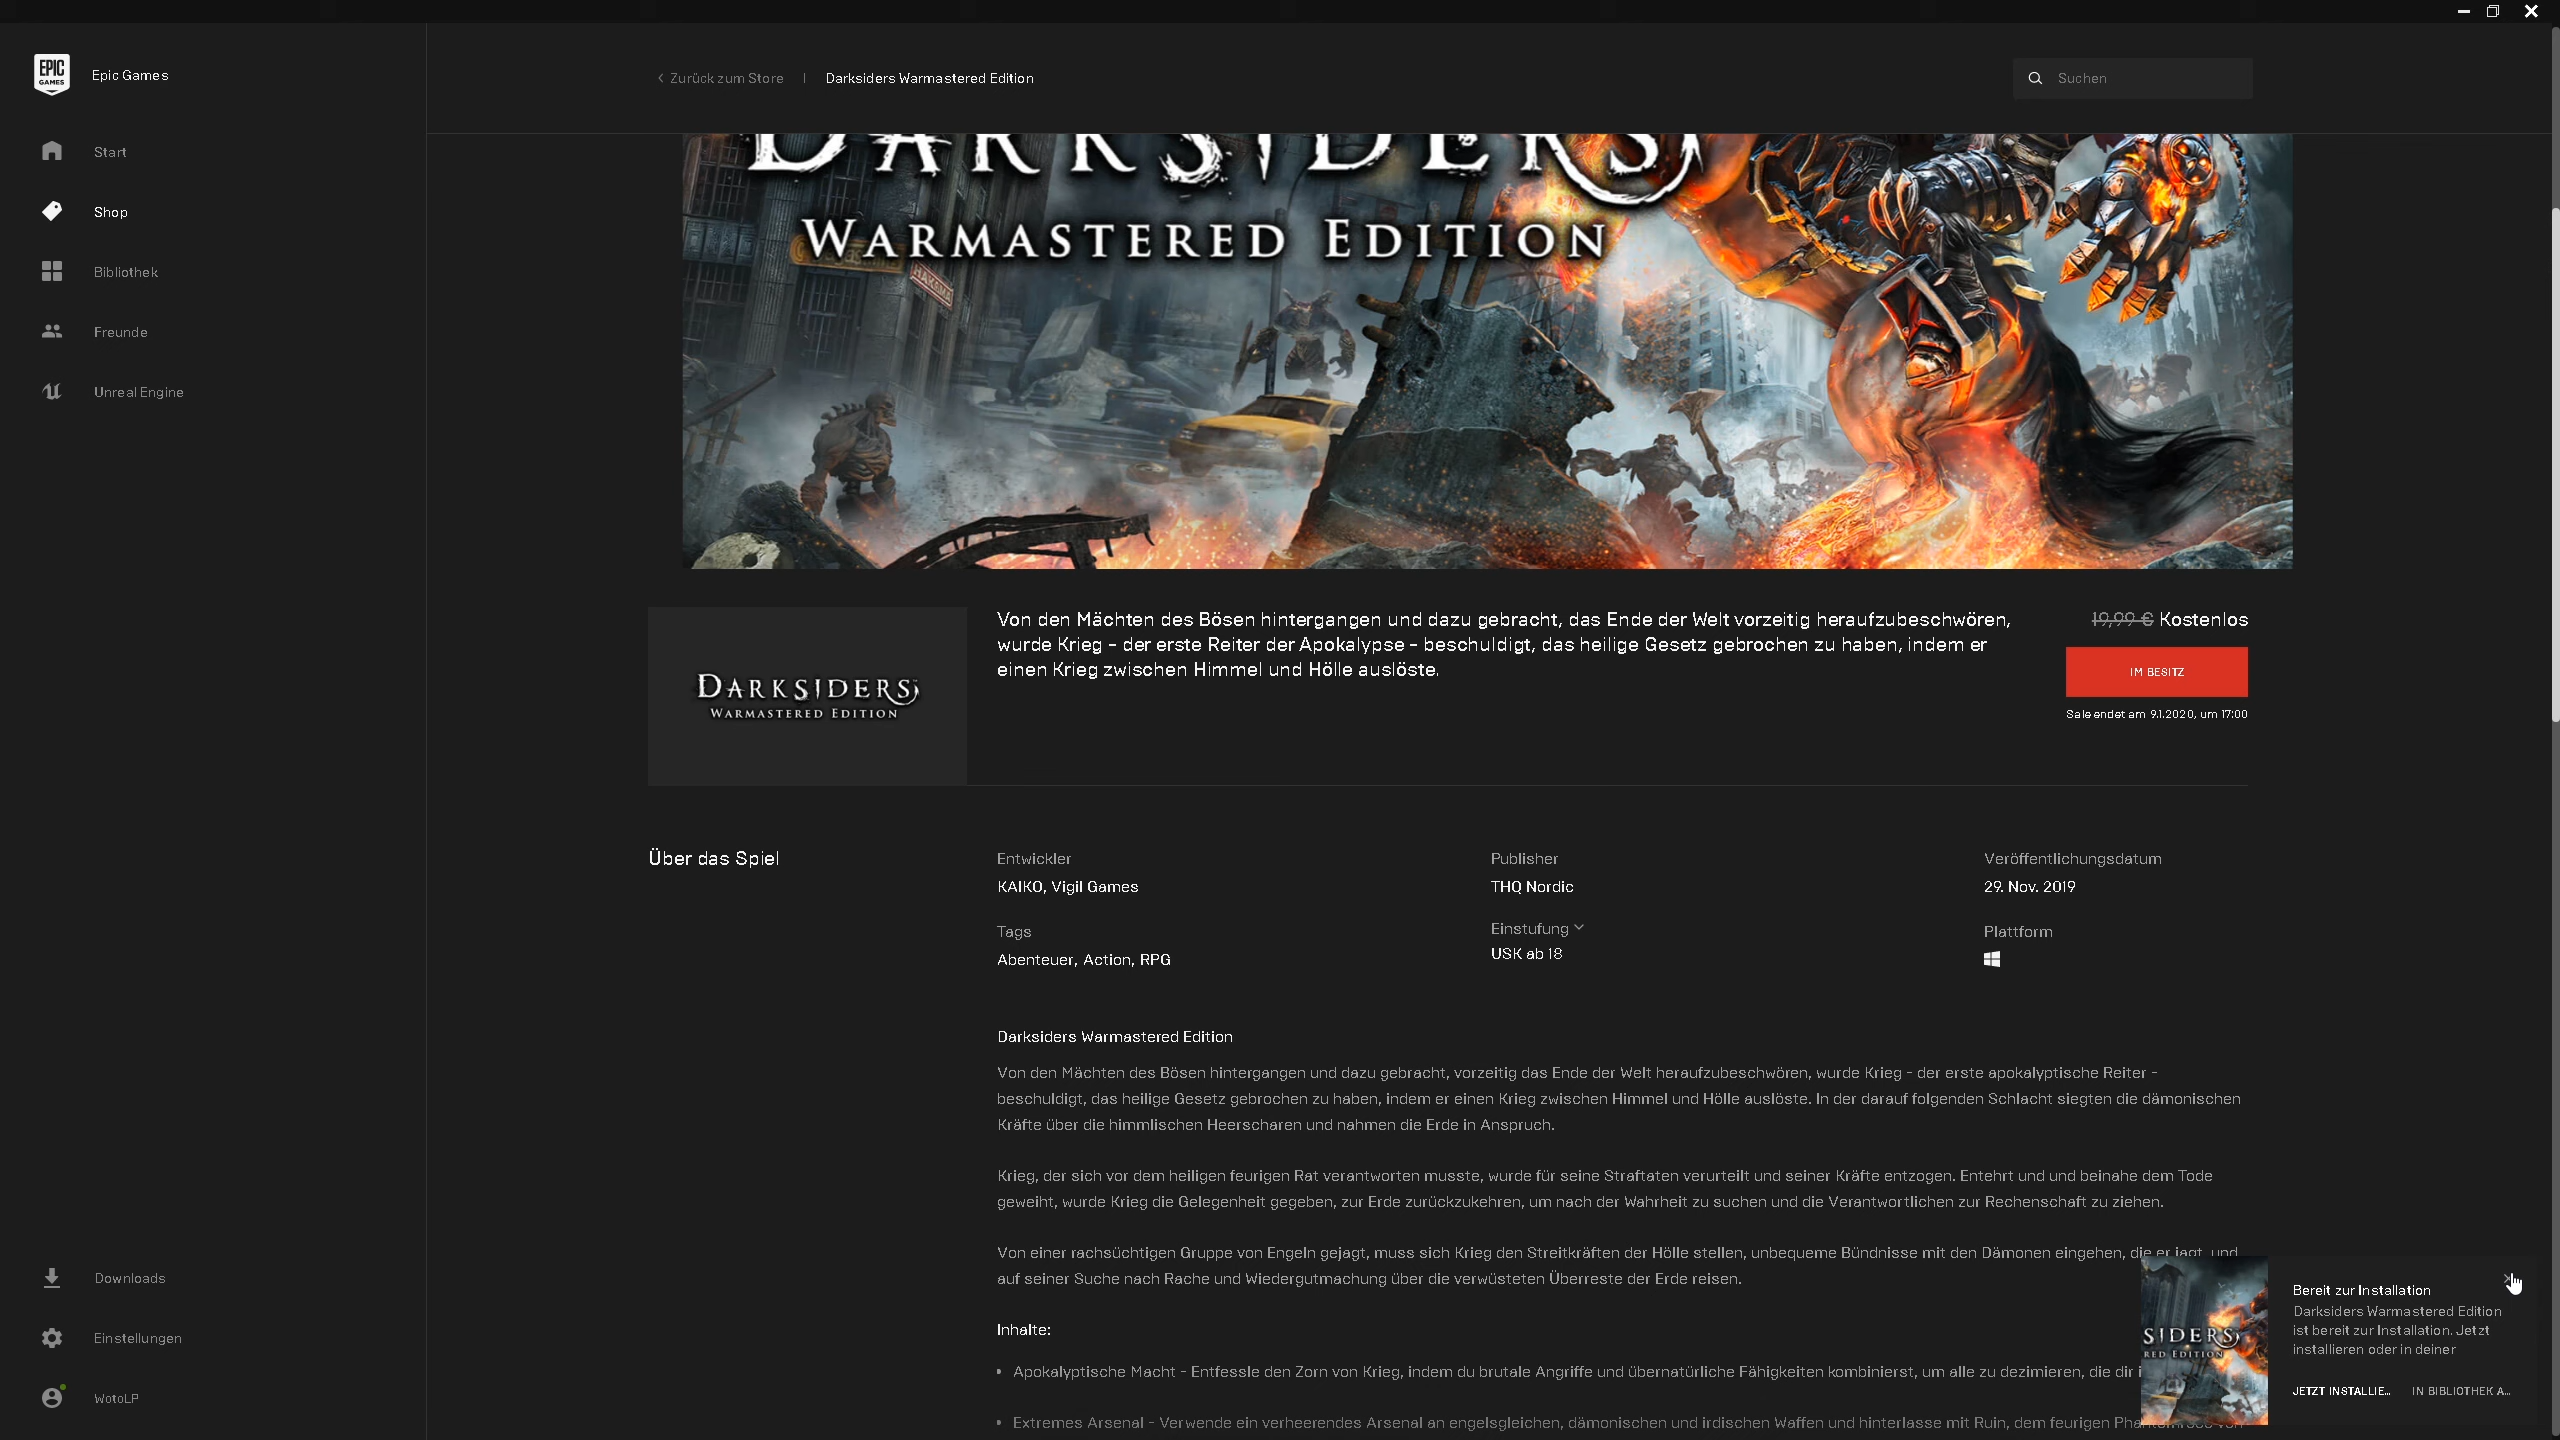 EPIC GAMES
Epic Games
Start
Shop
Bibliothek
Freunde
Unreal Engine
Downloads
Einstellungen
WotoLP
Zurück zum Store
Darksiders Warmastered Edition
Suchen
DARKSIDERS
WARMASTERED EDITION
DARKSIDERS
WARMASTERED EDITION
Von den Mächten des Bösen hintergangen und dazu gebracht, das Ende der Welt vorzeitig heraufzubeschwören,
wurde Krieg - der erste Reiter der Apokalypse - beschuldigt, das heilige Gesetz gebrochen zu haben, indem er
einen Krieg zwischen Himmel und Hölle auslöste.
19,99 € Kostenlos
IM BESITZ
Sale endet am 9.1.2020, um 17:00
Über das Spiel
Entwickler
KAIKO, Vigil Games
Publisher
THQ Nordic
Veröffentlichungsdatum
29. Nov. 2019
Tags
Abenteuer, Action, RPG
Einstufung
USK ab 18
Plattform
Darksiders Warmastered Edition
Von den Mächten des Bösen hintergangen und dazu gebracht, vorzeitig das Ende der Welt heraufzubeschwören, wurde Krieg - der erste apokalyptische Reiter -
beschuldigt, das heilige Gesetz gebrochen zu haben, indem er einen Krieg zwischen Himmel und Hölle auslöste. In der darauf folgenden Schlacht siegten die dämonischen
Kräfte über die himmlischen Heerscharen und nahmen die Erde in Anspruch.
Krieg, der sich vor dem heiligen feurigen Rat verantworten musste, wurde für seine Straftaten verurteilt und seiner Kräfte entzogen. Entehrt und und beinahe dem Tode
geweiht, wurde Krieg die Gelegenheit gegeben, zur Erde zurückzukehren, um nach der Wahrheit zu suchen und die Verantwortlichen zur Rechenschaft zu ziehen.
Von einer rachsüchtigen Gruppe von Engeln gejagt, muss sich Krieg den Streitkräften der Hölle stellen, unbequeme Bündnisse mit den Dämonen eingehen, die er jagt, und
auf seiner Suche nach Rache und Wiedergutmachung über die verwüsteten Überreste der Erde reisen.
Inhalte:
• Apokalyptische Macht - Entfessle den Zorn von Krieg, indem du brutale Angriffe und übernatürliche Fähigkeiten kombinierst, um alle zu dezimieren, die dir
• Extremes Arsenal - Verwende ein verheerendes Arsenal an engelsgleichen, dämonischen und irdischen Waffen und hinterlasse mit Ruin, dem feurigen
SIDERS
RED EDITION
Bereit zur Installation
Darksiders Warmastered Edition
ist bereit zur Installation. Jetzt
installieren oder in deiner
JETZT INSTALLIE...
IN BIBLIOTHEK A...